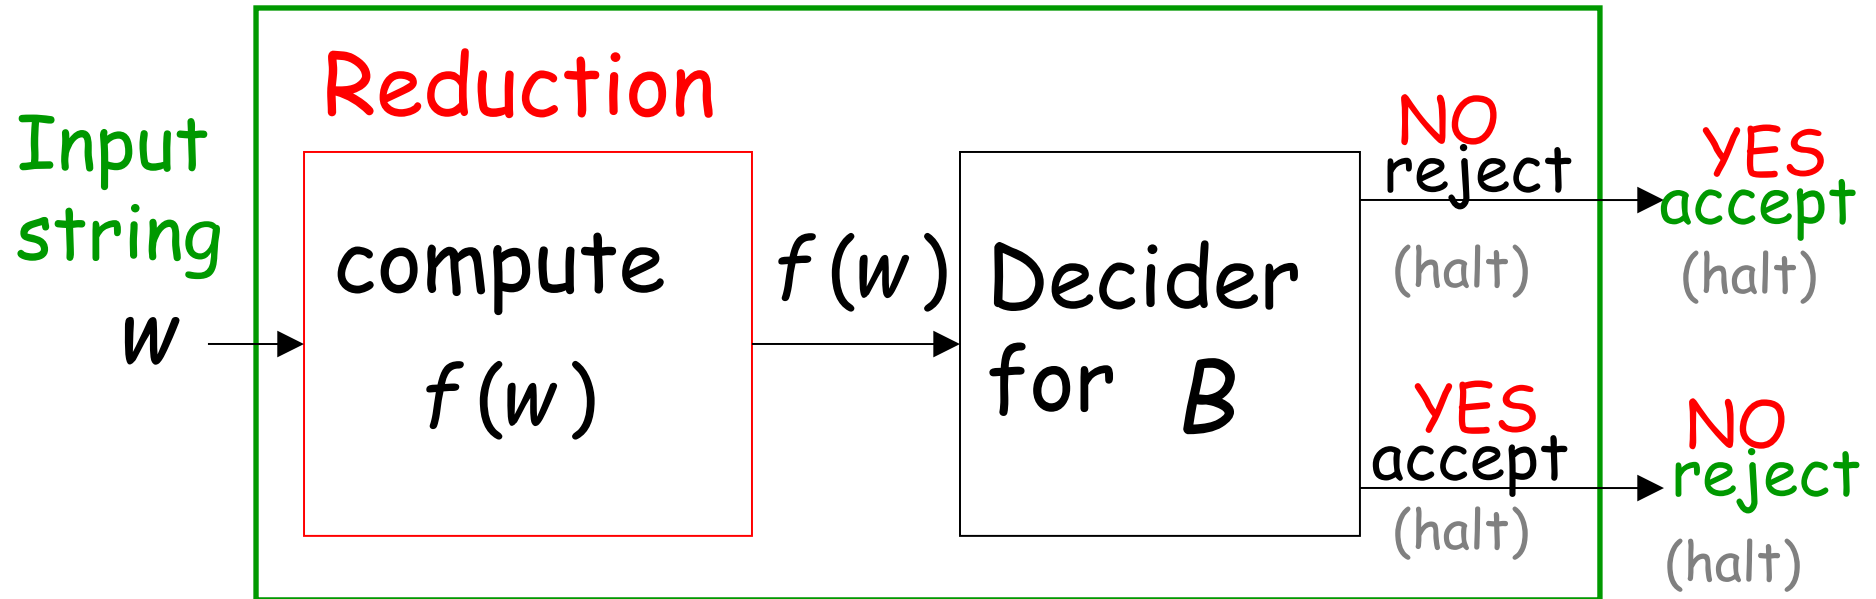 Reduction
Input
string
w
compute
f(w)
f(w)
Decider
for B
NO
reject
(halt)
YES
accept
(halt)
YES
accept
(halt)
NO
reject
(halt)